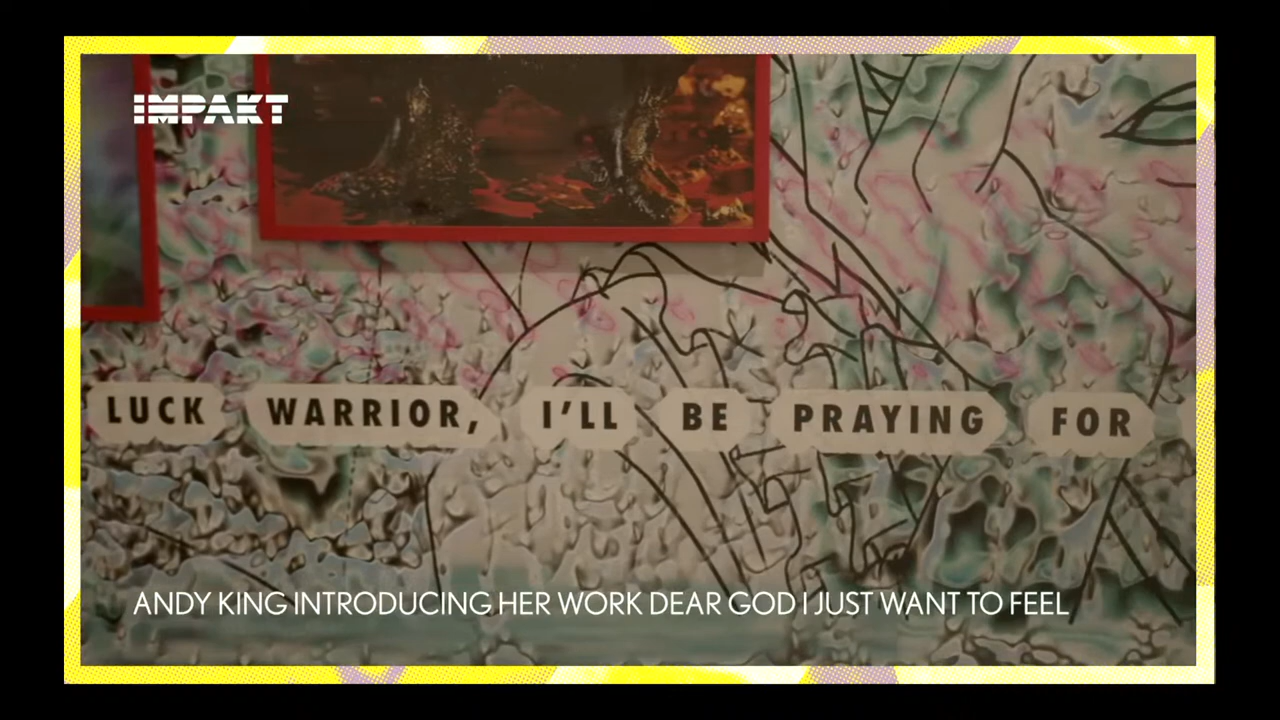 IMPAKT
LUCK WARRIOR, I'LL BE PRAYING FOR
ANDY KING INTRODUCING HER WORK DEAR GOD I JUST WANT TO FEEL